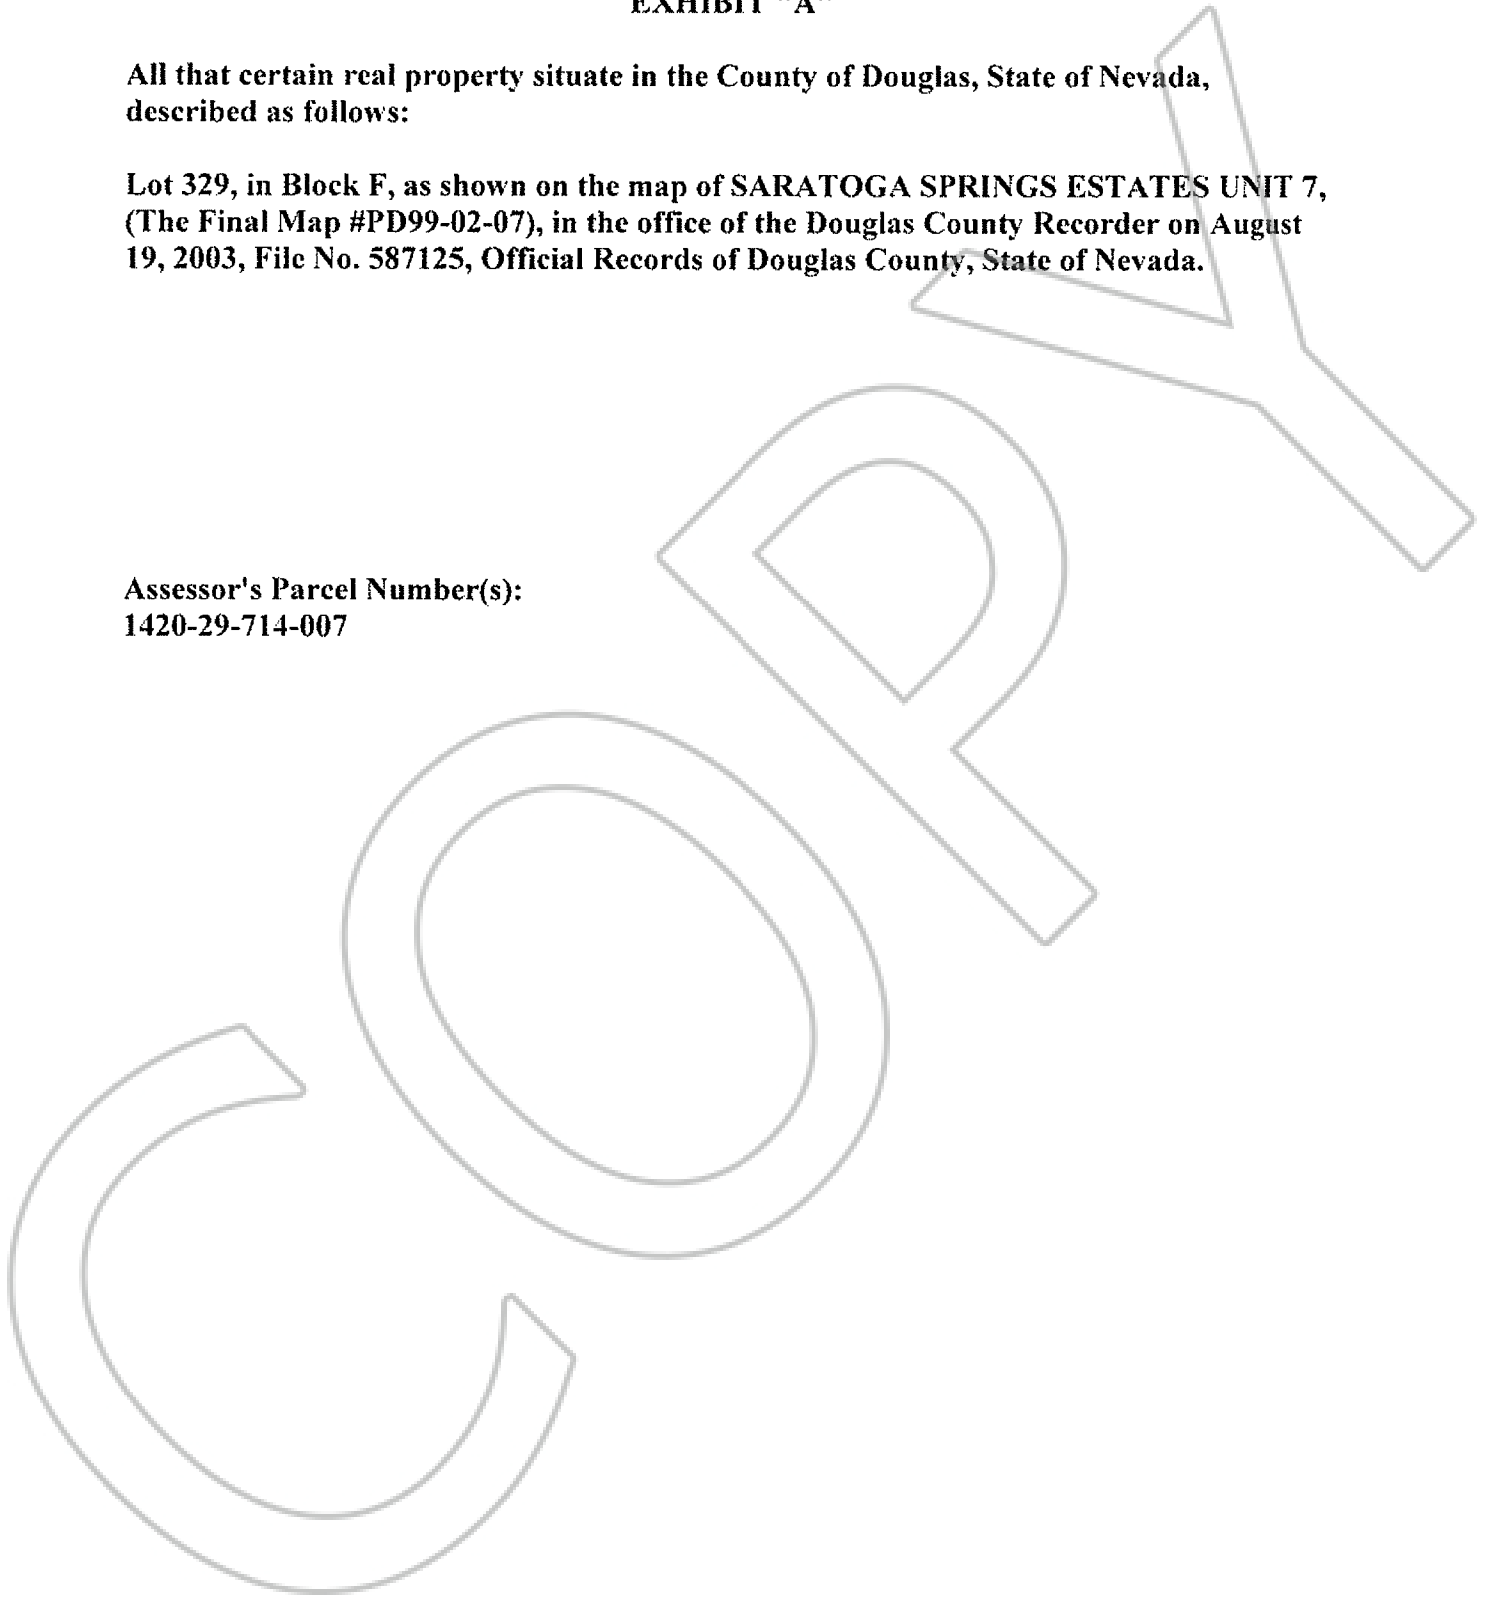 EXHIBIT "A"
All that certain real property situate in the County of Douglas, State of Nevada,
described as follows:
Lot 329, in Block F, as shown on the map of SARATOGA SPRINGS ESTATES UNIT 7,
(The Final Map #PD99-02-07), in the office of the Douglas County Recorder on August
19, 2003, File No. 587125, Official Records of Douglas County, State of Nevada.
Assessor's Parcel Number(s):
1420-29-714-007
COPY